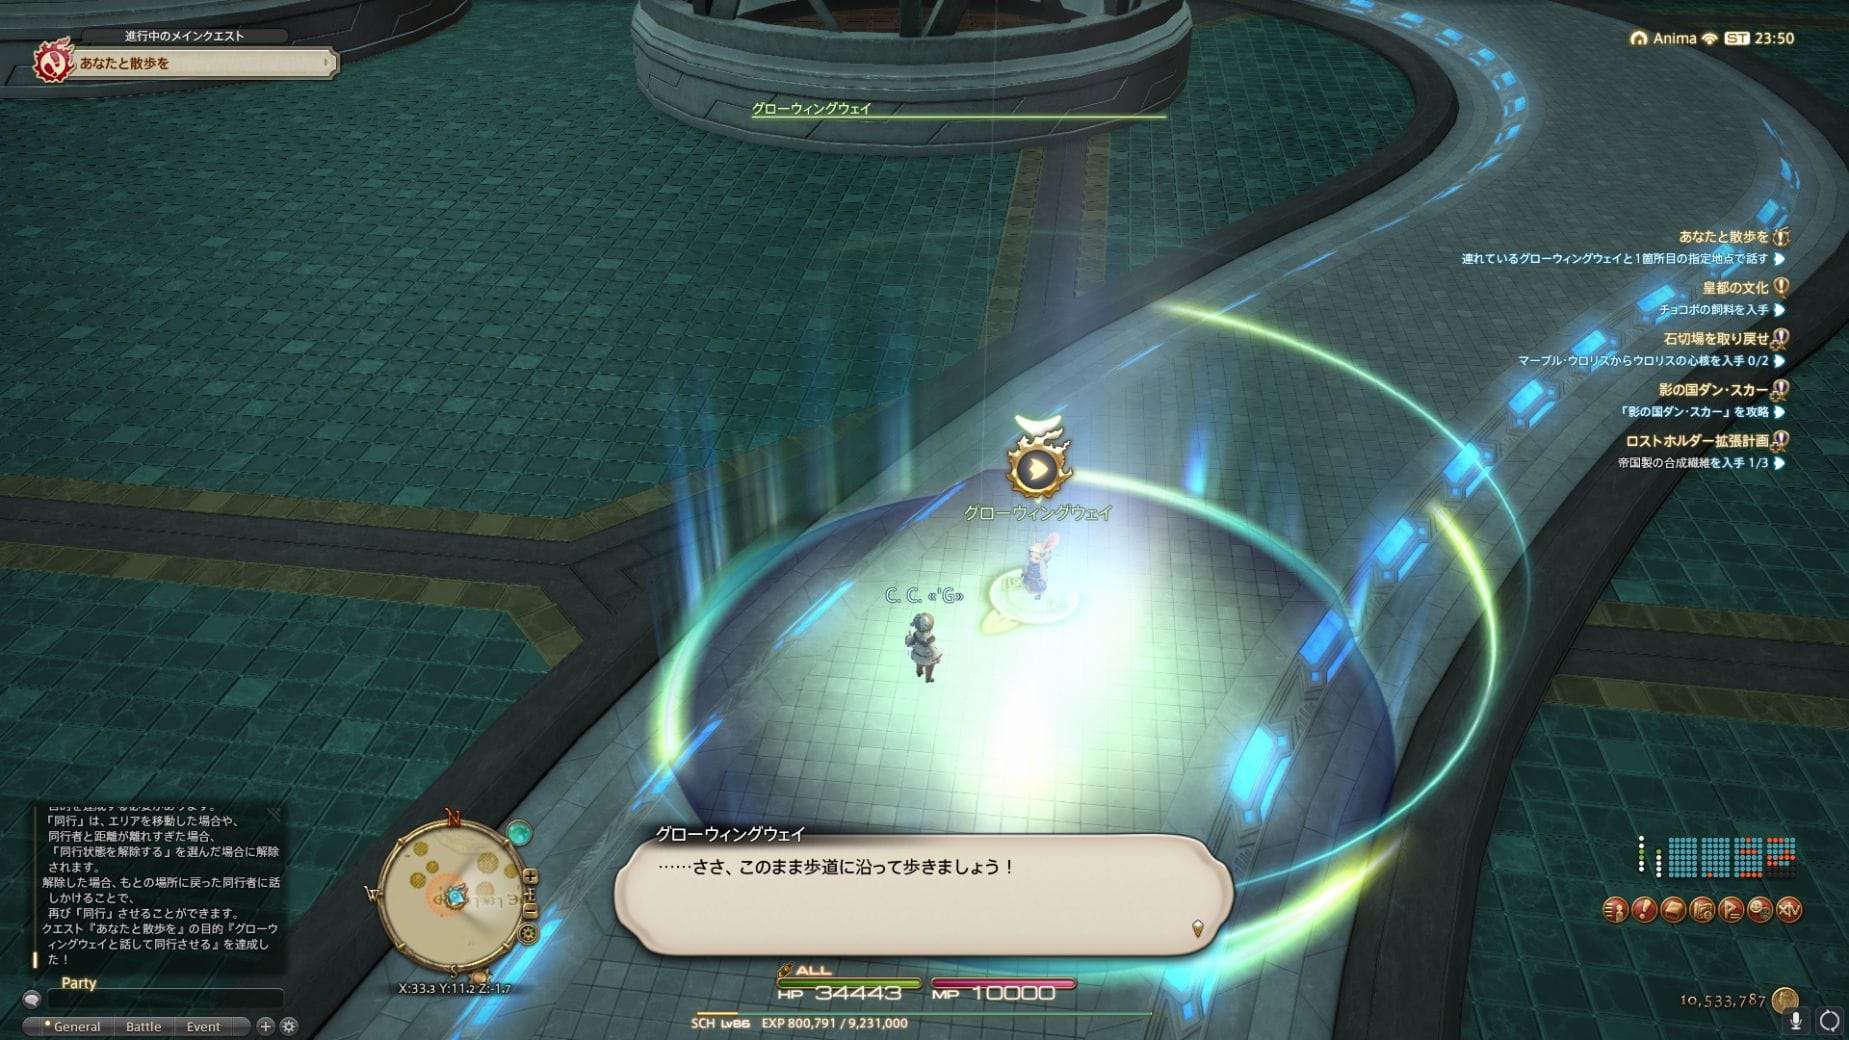 進行中のメインクエスト
あなたと散歩を
グローウィングウェイ
Anima ST 23:50
あなたと散歩を
連れているグローウィングウェイと1箇所目の指定地点で話す
皇都の文化
チョコボの飼料を入手
石切場を取り戻せ
マーブル・ウロリスからウロリスの心核を入手 0/2
影の国ダン・スカー
「影の国ダン・スカー」を攻略
ロストホルダー拡張計画
帝国製の合成繊維を入手 1/3
グローウィングウェイ
C. C. «'G»
目的を達成する必要があります。
「同行」は、エリアを移動した場合や、
同行者と距離が離れすぎた場合、
「同行状態を解除する」を選んだ場合に解除
されます。
解除した場合、もとの場所に戻った同行者に話
しかけることで、
再び「同行」させることができます。
クエスト『あなたと散歩を』の目的『グローウ
ィングウェイと話して同行させる』を達成し
た！
Party
General Battle Event
N
W
S
X:33.3 Y:11.2 Z:-1.7
グローウィングウェイ
……ささ、このまま歩道に沿って歩きましょう！
ALL
HP 34443 MP 10000
SCH Lv86 EXP 800,791 / 9,231,000
XIV
10,533,787